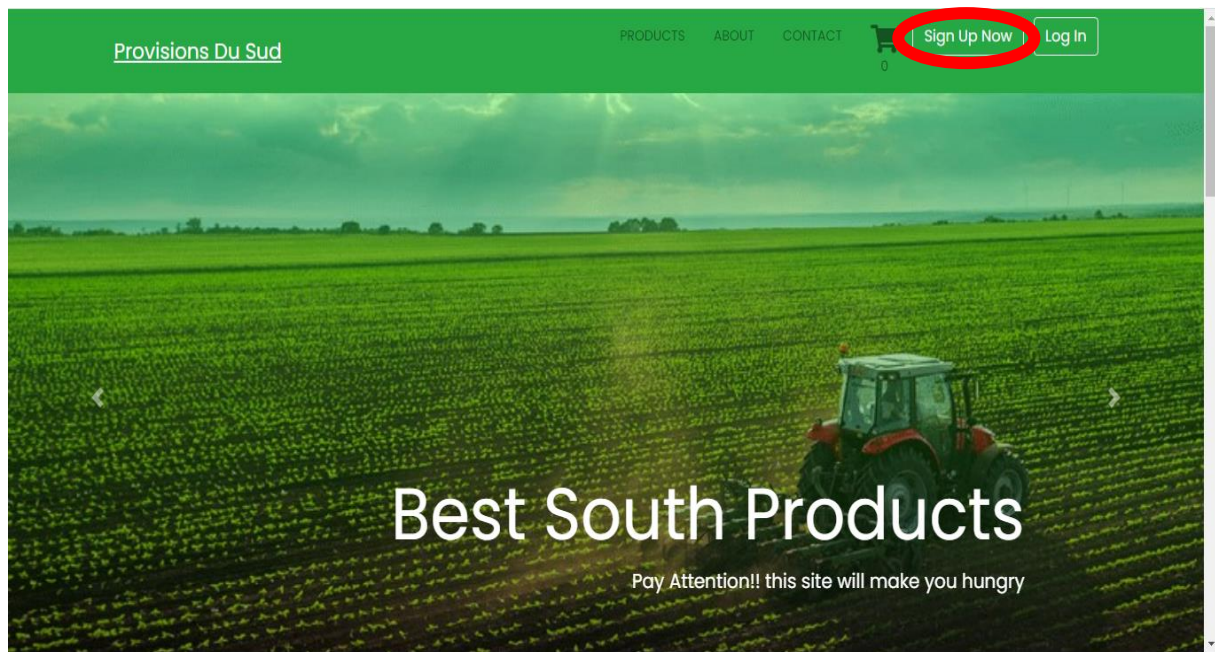 Provisions Du Sud
PRODUCTS ABOUT CONTACT 0 Sign Up Now Log In
Best South Products
Pay Attention!! this site will make you hungry